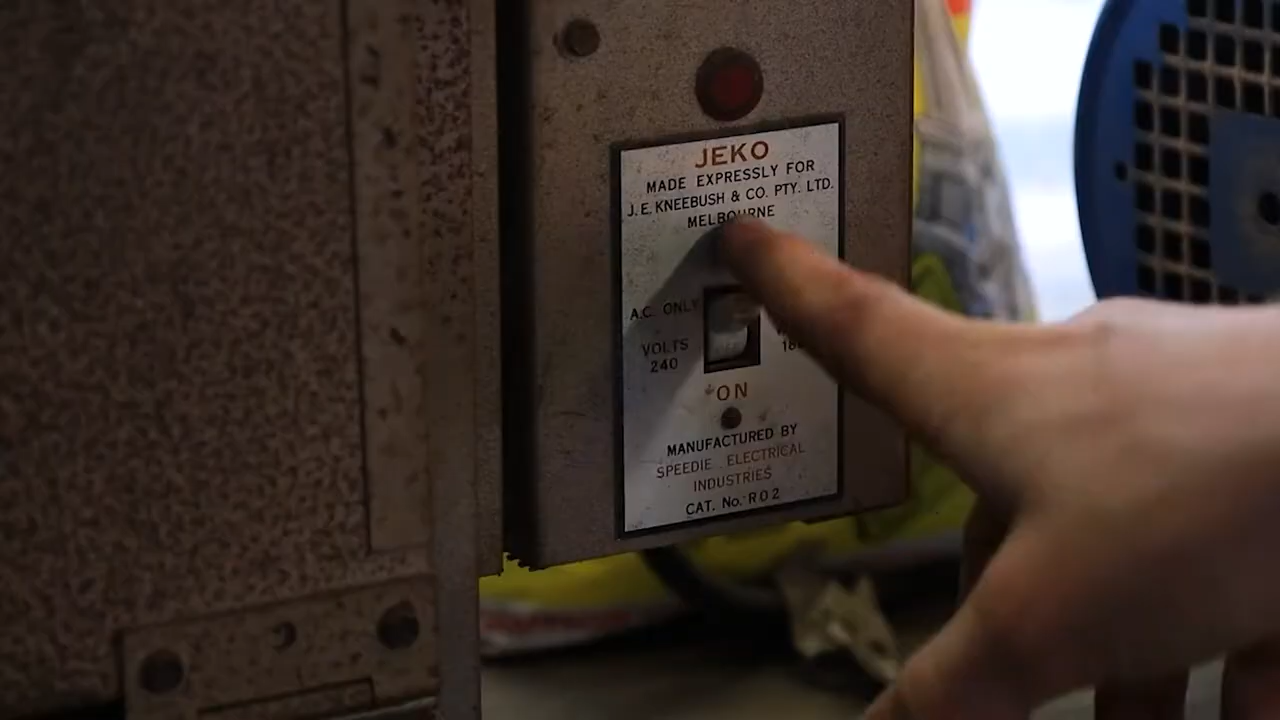 JEKO
MADE EXPRESSLY FOR
J. E. KNEEBUSH & CO. PTY. LTD.
MELBOURNE
A.C. ONLY
VOLTS
240
ON
MANUFACTURED BY
SPEEDIE ELECTRICAL
INDUSTRIES
CAT. No. R O 2